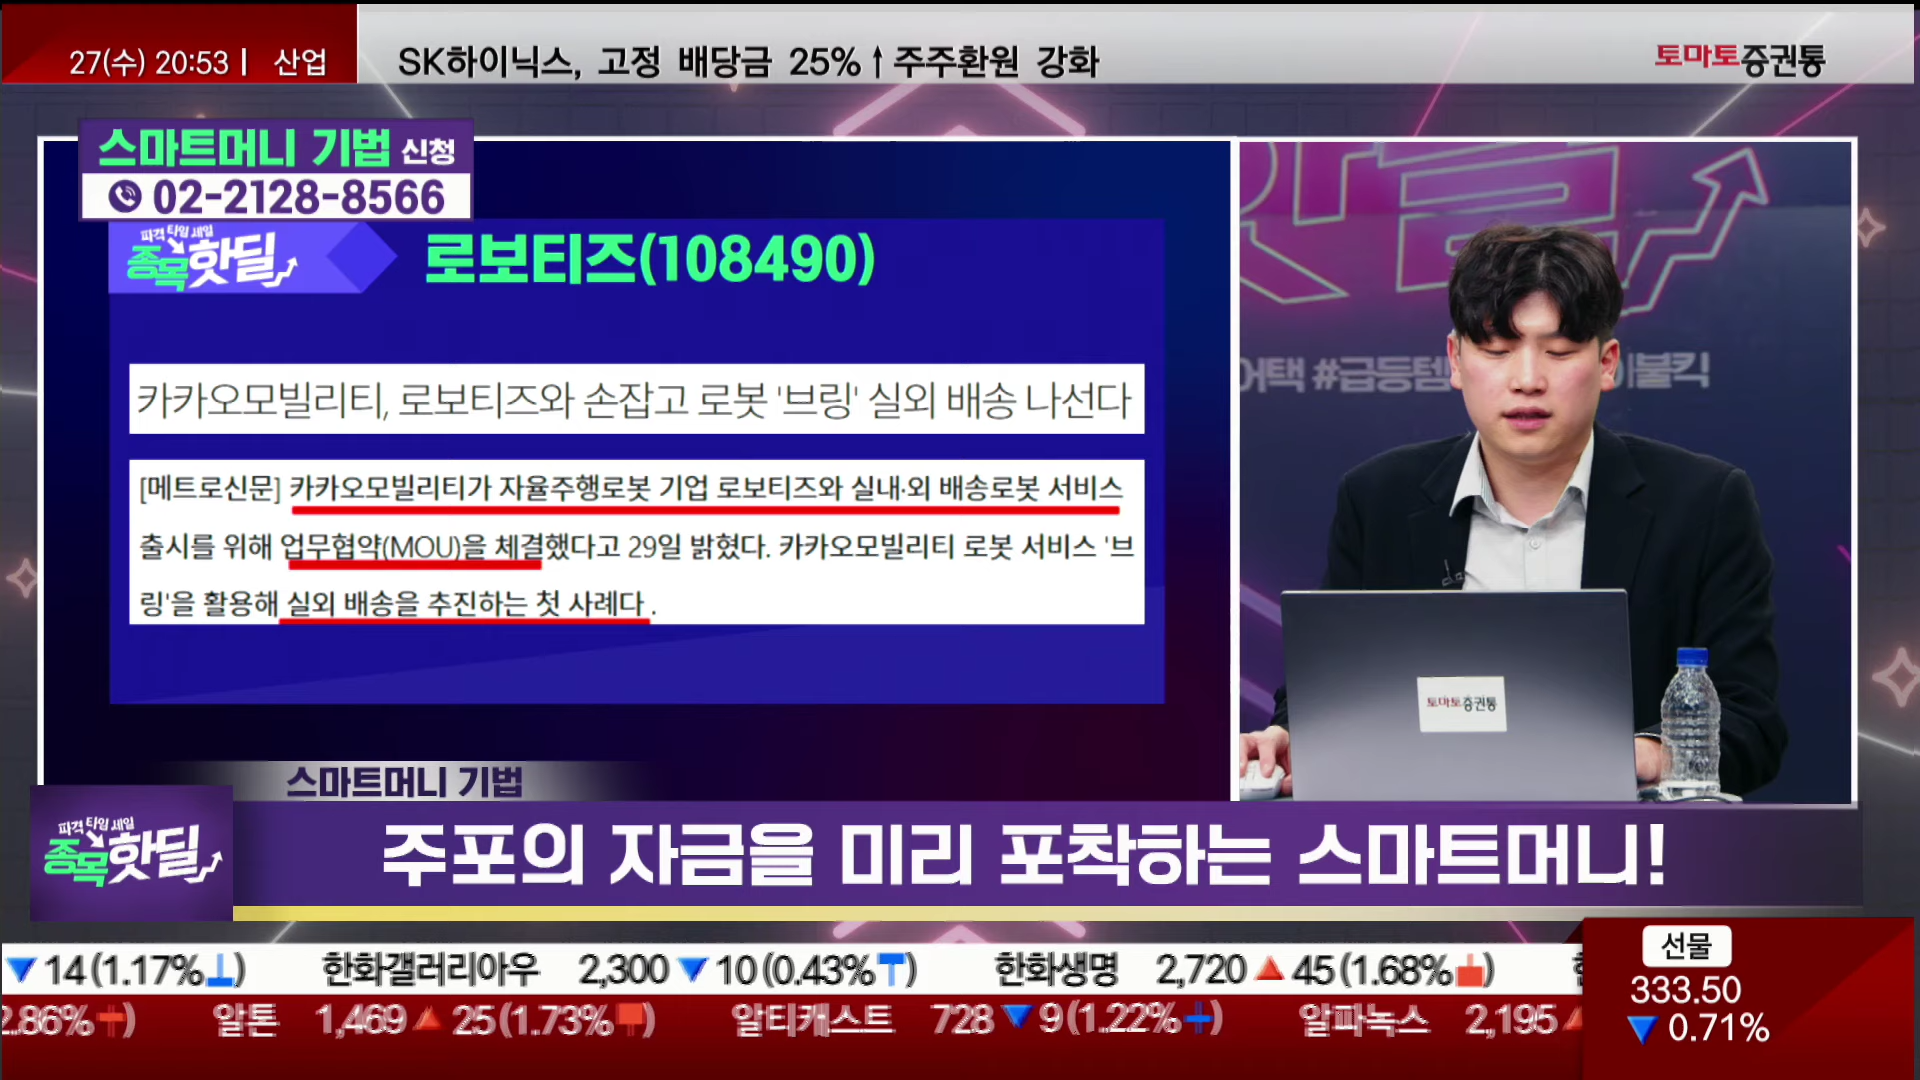 27(수) 20:53 | 산업
SK하이닉스, 고정 배당금 25%↑주주환원 강화
토마토증권통
스마트머니 기법 신청
02-2128-8566
파격 타임 세일
종목핫딜
로보티즈(108490)
카카오모빌리티, 로보티즈와 손잡고 로봇 '브링' 실외 배송 나선다
[메트로신문] 카카오모빌리티가 자율주행로봇 기업 로보티즈와 실내·외 배송로봇 서비스
출시를 위해 업무협약(MOU)을 체결했다고 29일 밝혔다. 카카오모빌리티 로봇 서비스 '브
링'을 활용해 실외 배송을 추진하는 첫 사례다.
핫딜
어택 #급등템
이불킥
토마토증권통
스마트머니 기법
파격 타임 세일
종목핫딜
주포의 자금을 미리 포착하는 스마트머니!
▼14(1.17%) 한화갤러리아우 2,300 ▼10(0.43%) 한화생명 2,720 ▲45(1.68%)
2.86%) 알톤 1,469 ▲25(1.73%) 알티캐스트 728 ▼9(1.22%) 알파녹스 2,195▲
선물
333.50
▼0.71%